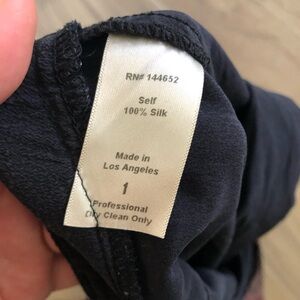 RN# 144652
Self
100% Silk
Made in
Los Angeles
1
Professional
Dry Clean Only